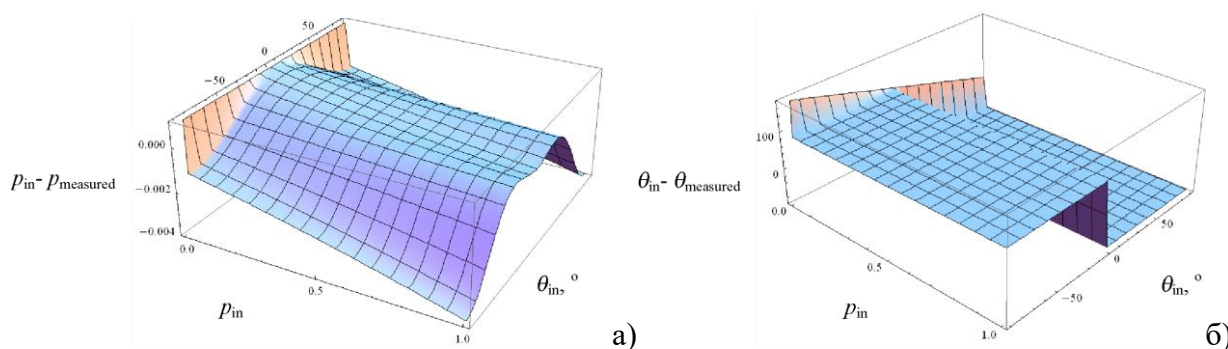 50
0
−50
0.000
−0.002
−0.004
p_in - p_measured
0.0
0.5
1.0
p_in
θ_in, °
а)
100
0
θ_in - θ_measured
0.0
0.5
1.0
p_in
50
0
−50
θ_in, °
б)